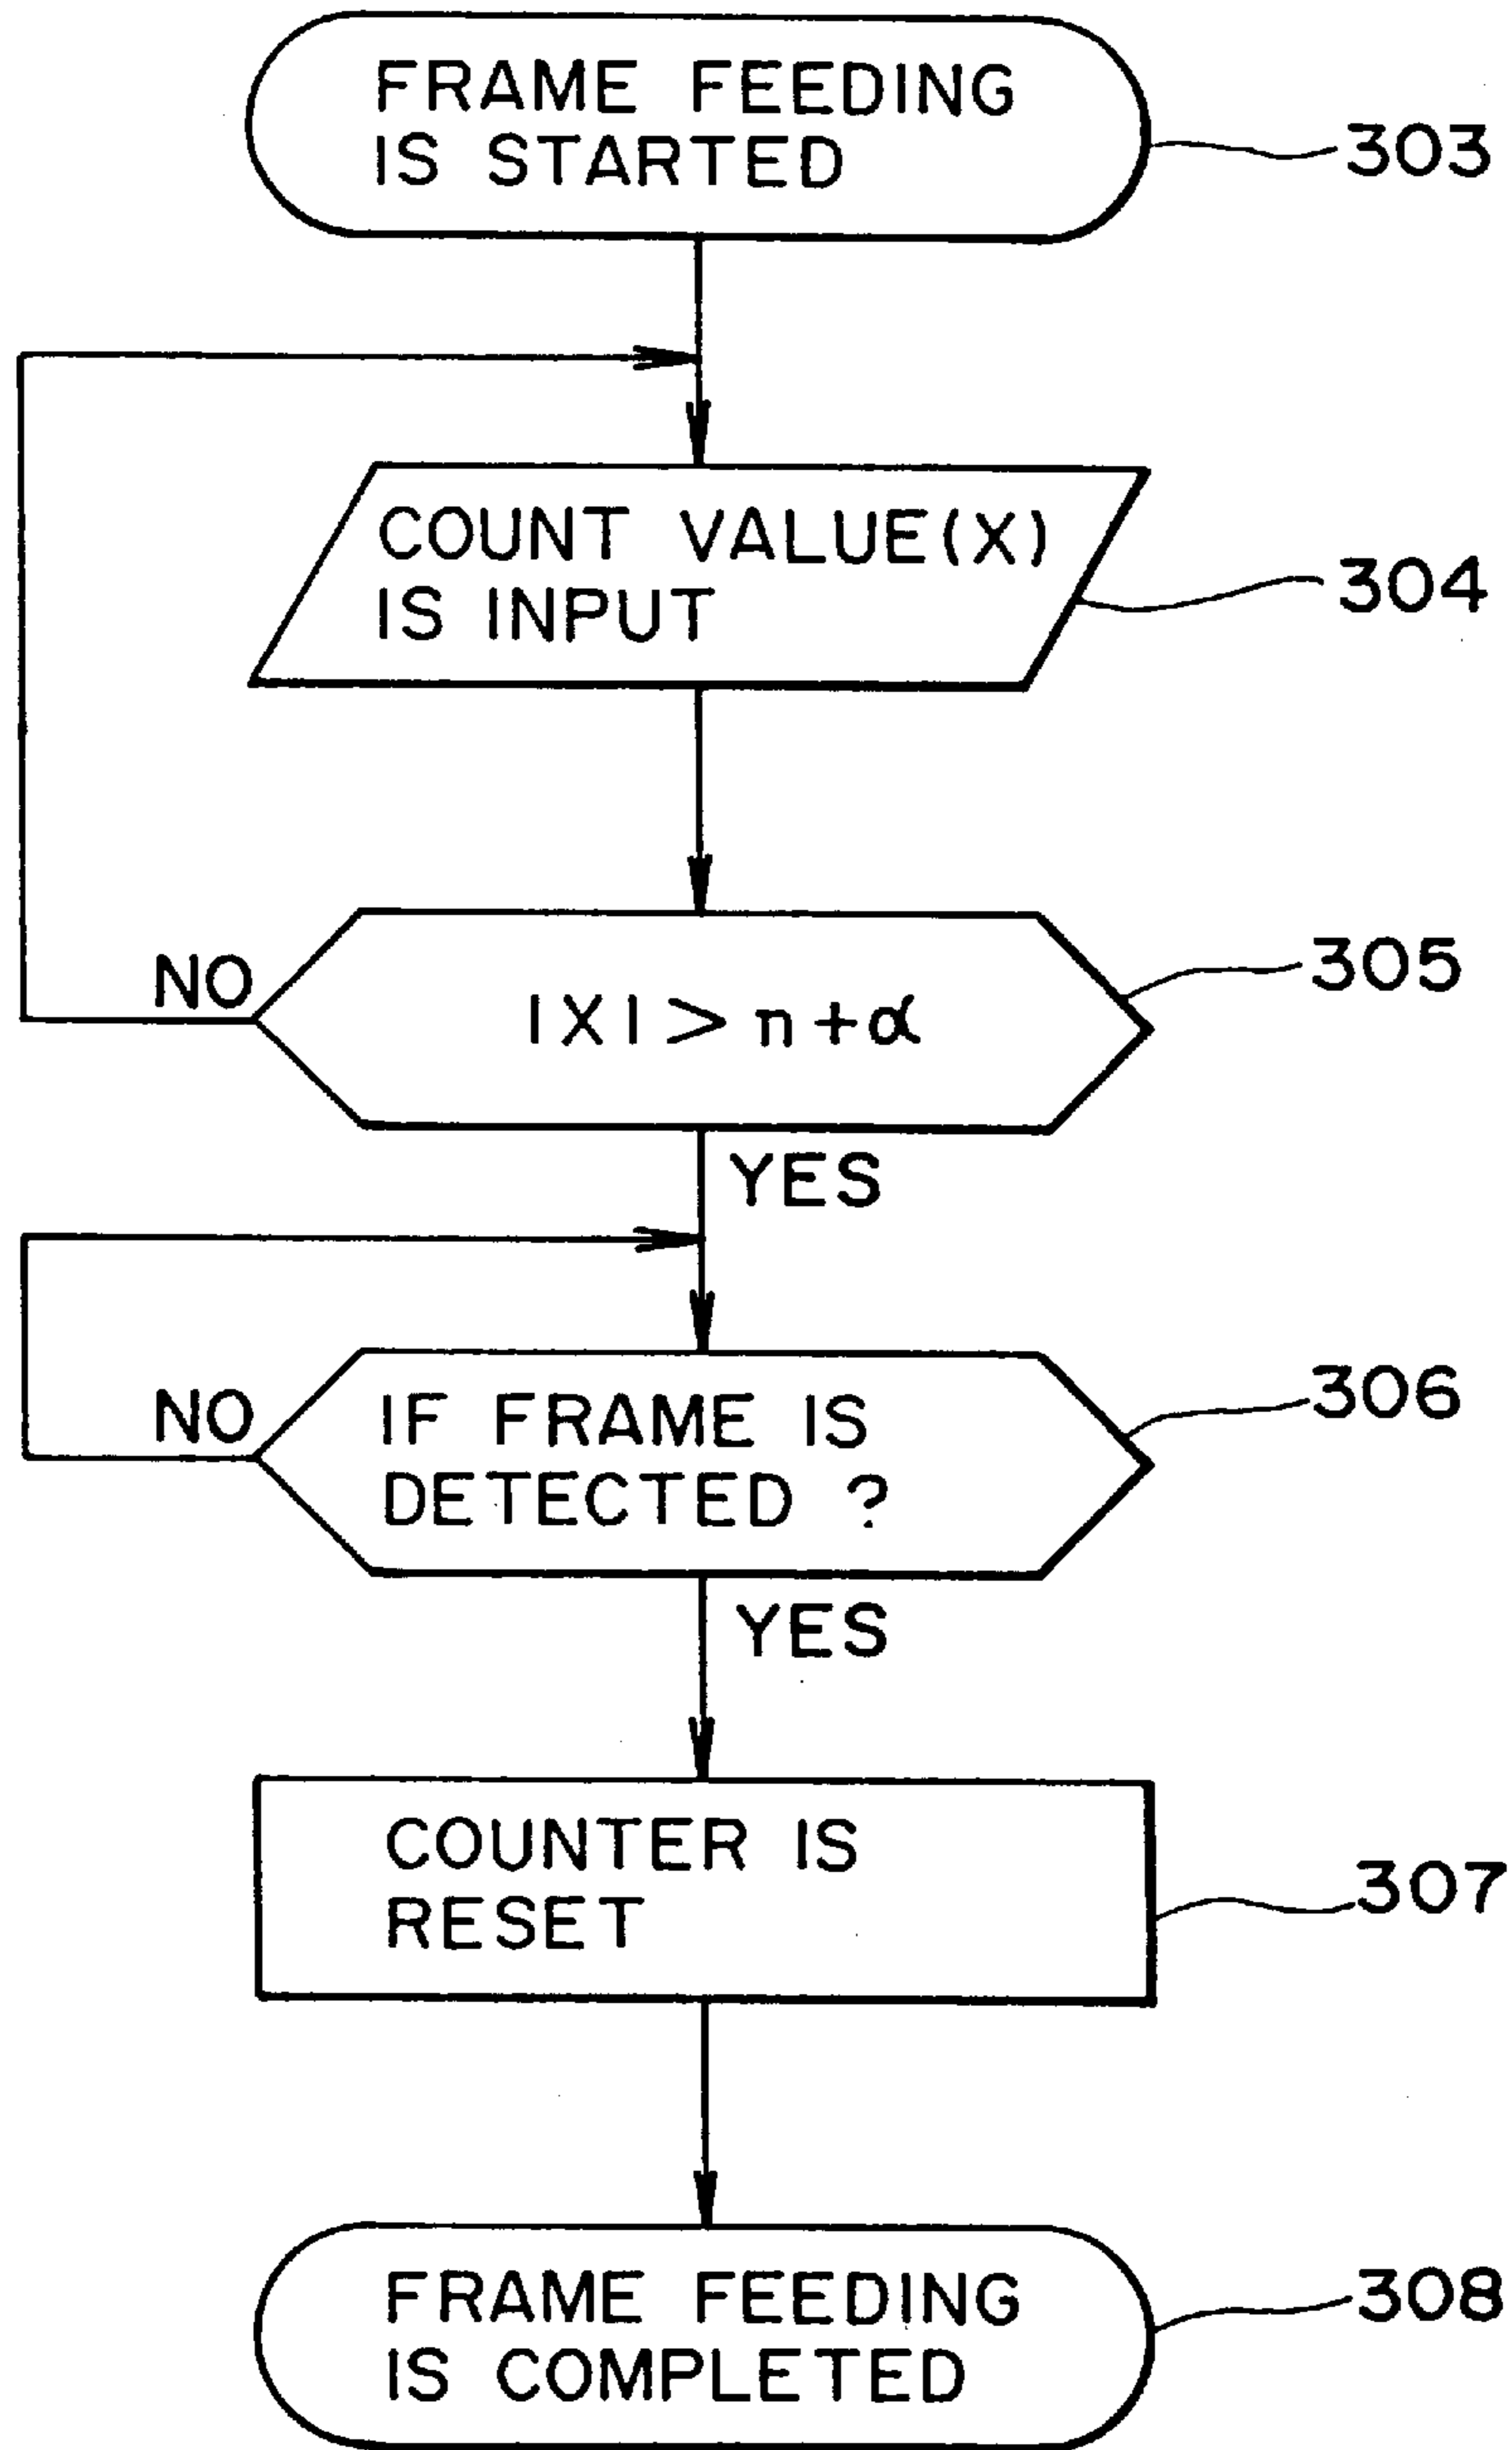 FRAME FEEDING
IS STARTED
303
COUNT VALUE(X)
IS INPUT
304
NO
|X|>n+α
305
YES
NO
IF FRAME IS
DETECTED ?
306
YES
COUNTER IS
RESET
307
FRAME FEEDING
IS COMPLETED
308